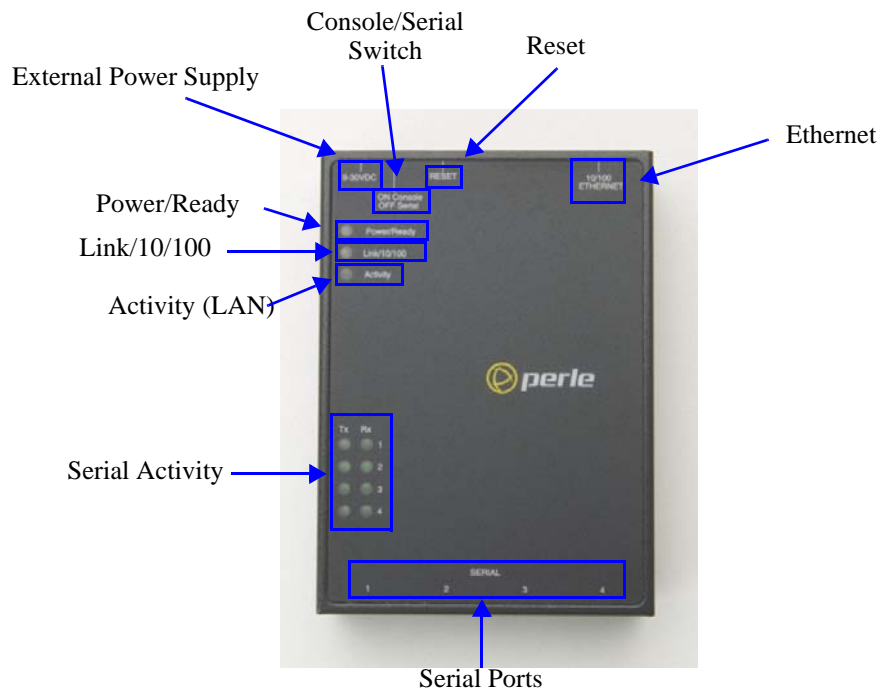 Console/Serial
Switch
Reset
External Power Supply
Ethernet
9-30VDC
RESET
10/100
ETHERNET
ON Console
OFF Serial
Power/Ready
Power/Ready
Link/10/100
Link/10/100
Activity
Activity (LAN)
perle
Tx Rx
1
2
3
4
Serial Activity
SERIAL
1 2 3 4
Serial Ports